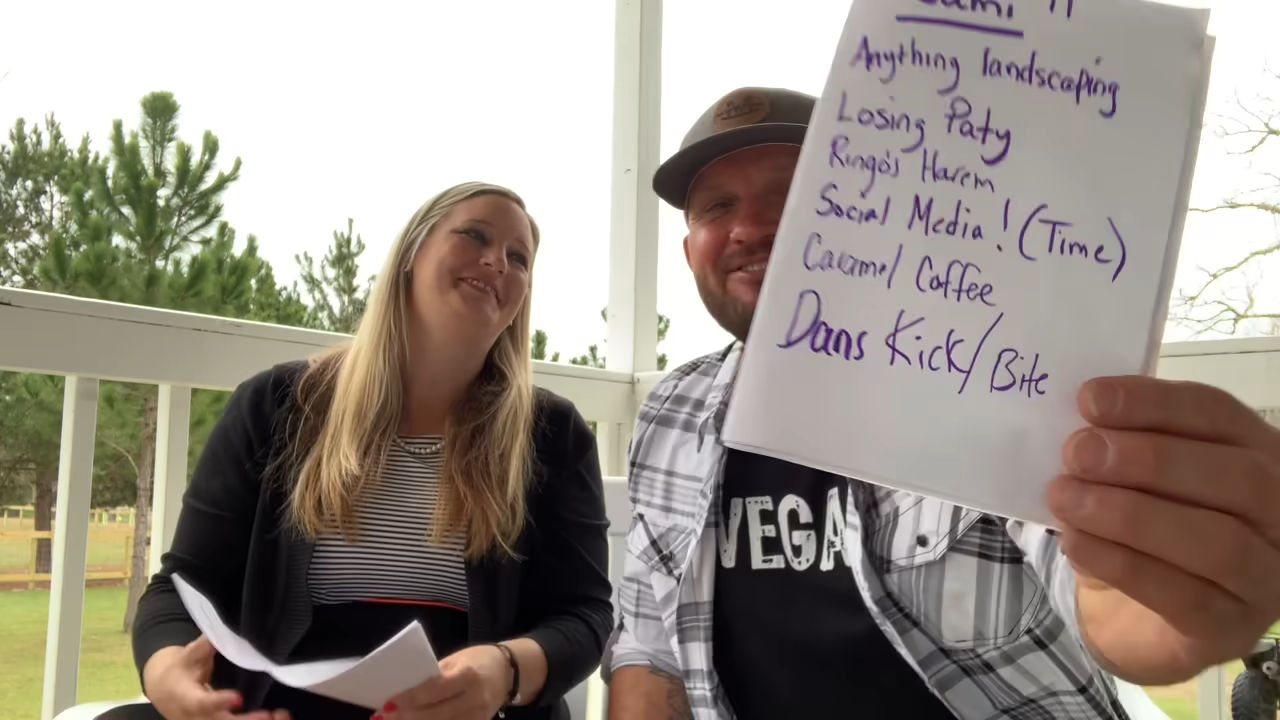 Anything landscaping
Losing Paty
Ringo's Harem
Social Media! (Time)
Caramel Coffee
Dans Kick/Bite
VEGA